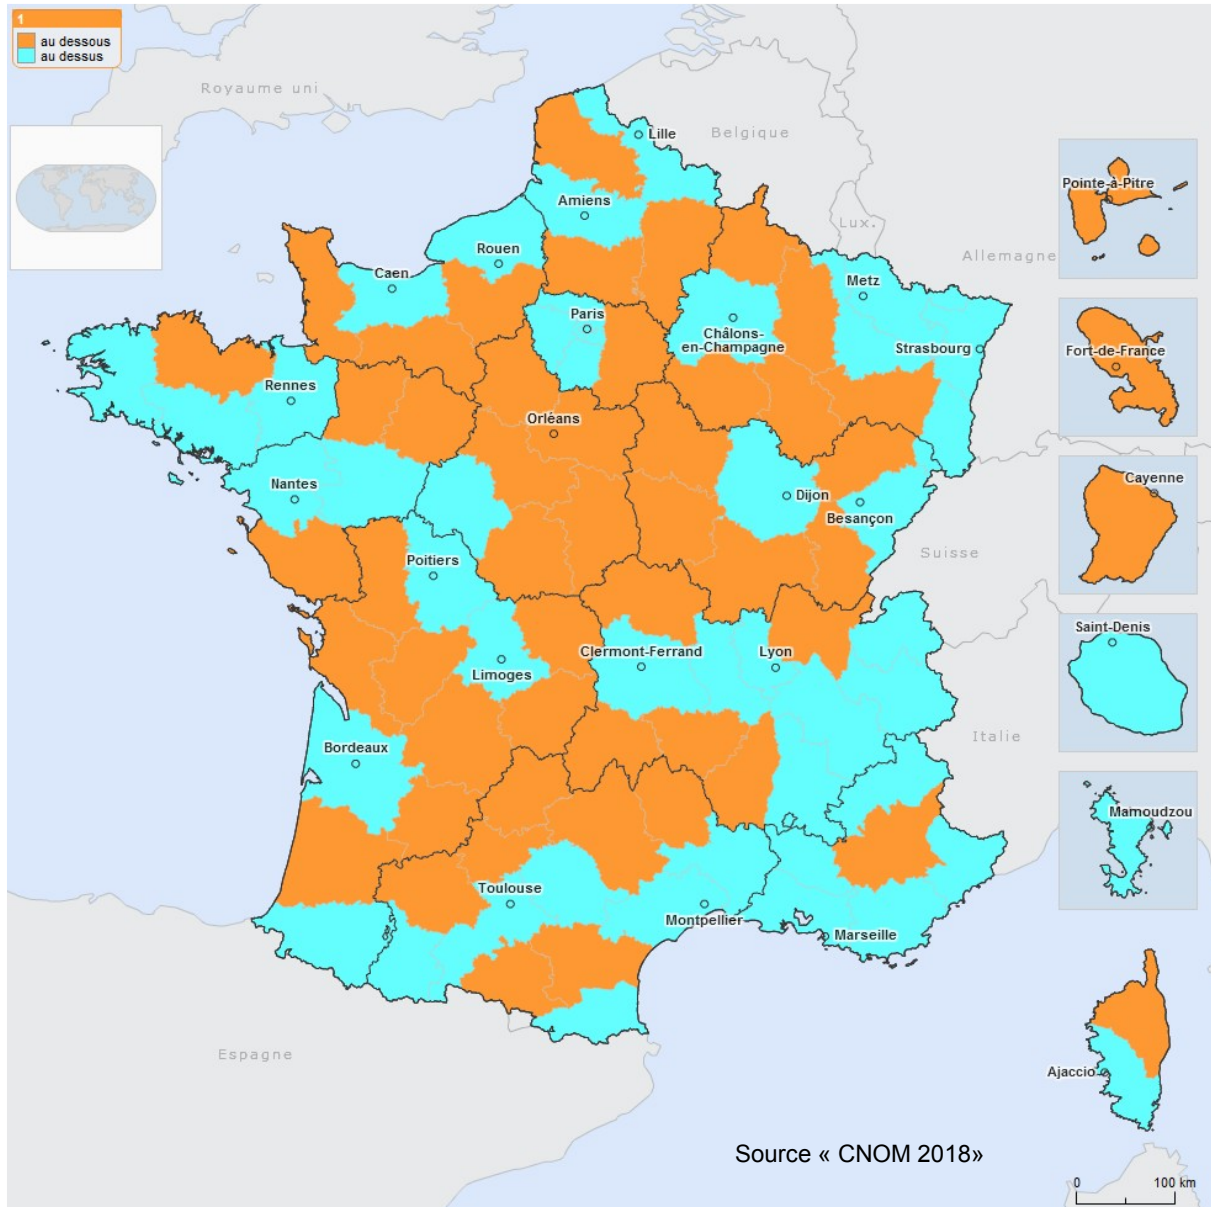 1
au dessous
au dessus
Royaume uni
Lille
Belgique
Pointe-à-Pitre
Amiens
Lux.
Rouen
Allemagne
Caen
Metz
Paris
Châlons-
en-Champagne
Strasbourg
Fort-de-France
Rennes
Orléans
Nantes
Dijon
Besançon
Cayenne
Suisse
Poitiers
Saint-Denis
Clermont-Ferrand
Lyon
Limoges
Bordeaux
Italie
Mamoudzou
Toulouse
Montpellier
Marseille
Espagne
Ajaccio
Source « CNOM 2018»
0 100 km